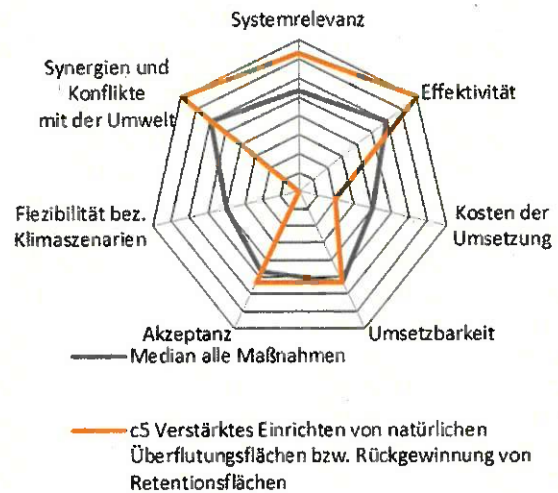 Systemrelevanz
Synergien und
Konflikte
mit der Umwelt
Effektivität
Flezibilität bez.
Klimaszenarien
Kosten der
Umsetzung
Akzeptanz
Umsetzbarkeit
Median alle Maßnahmen
c5 Verstärktes Einrichten von natürlichen
Überflutungsflächen bzw. Rückgewinnung von
Retentionsflächen